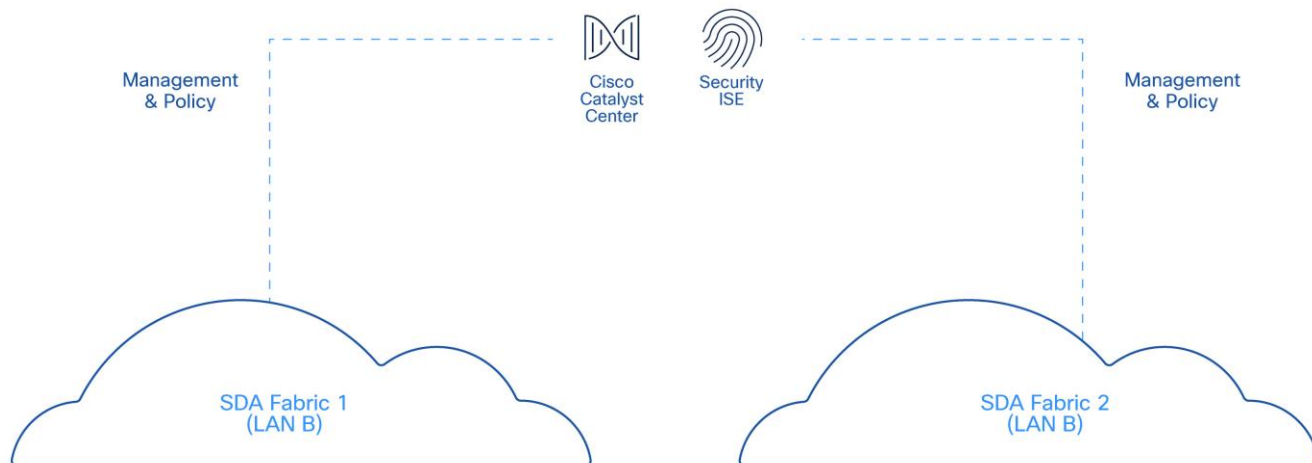 Management
& Policy
Cisco
Catalyst
Center
Security
ISE
Management
& Policy
SDA Fabric 1
(LAN B)
SDA Fabric 2
(LAN B)